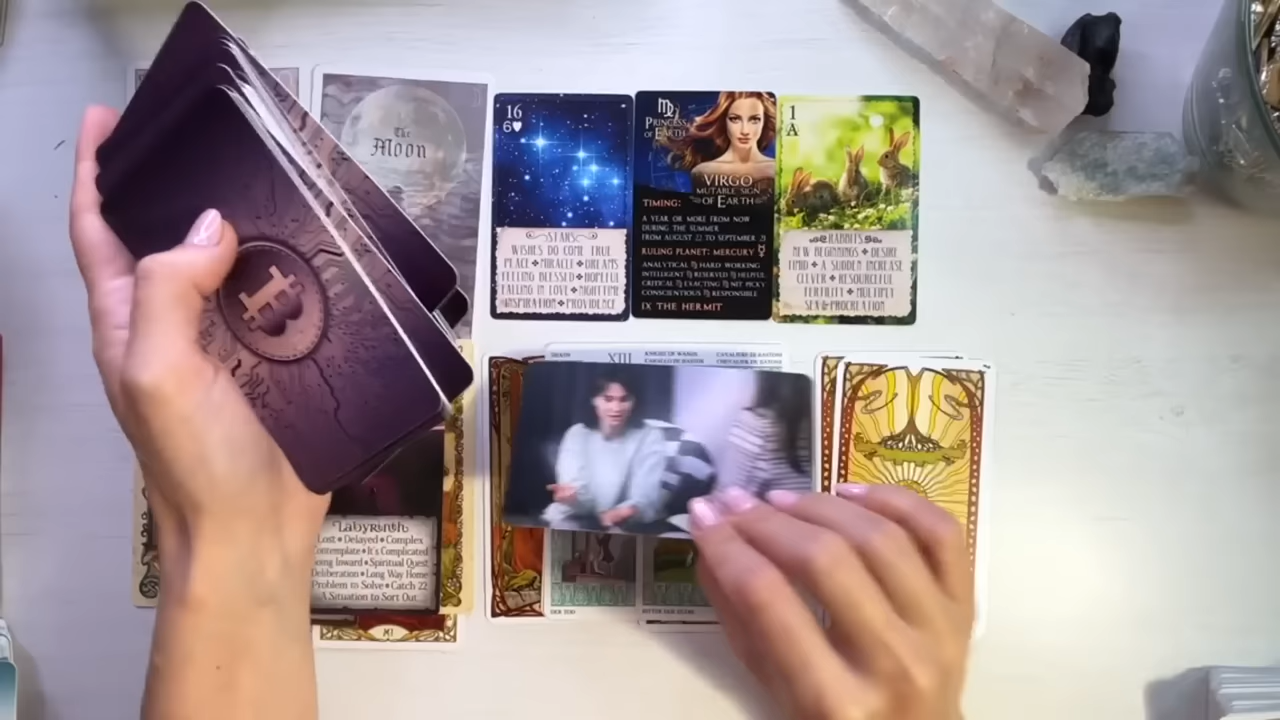 The
Moon
16
6♥
STARS
WISHES DO COME TRUE
PEACE ❖ MIRACLE ❖ DREAMS
FEELING BLESSED ❖ HOPEFUL
FALLING IN LOVE ❖ NIGHTTIME
INSPIRATION ❖ PROVIDENCE
♍
PRINCESS
OF EARTH
VIRGO
MUTABLE SIGN
OF EARTH
TIMING:
A YEAR OR MORE FROM NOW
DURING THE SUMMER
FROM AUGUST 22 TO SEPTEMBER 21
RULING PLANET: MERCURY ☿
ANALYTICAL ♍ HARD WORKING
INTELLIGENT ♍ RESERVED ♍ HELPFUL
CRITICAL ♍ EXACTING ♍ NIT PICKY
CONSCIENTIOUS ♍ RESPONSIBLE
IX THE HERMIT
1
A
RABBITS
NEW BEGINNINGS ❖ DESIRE
TIMID ❖ A SUDDEN INCREASE
CLEVER ❖ RESOURCEFUL
FERTILITY ❖ MULTIPLY
SEX & PROCREATION
XIII
KNIGHT OF WANDS
Labyrinth
Lost • Delayed • Complex
Contemplate • It's Complicated
Going Inward • Spiritual Quest
Deliberation • Long Way Home
Problem to Solve • Catch 22
A Situation to Sort Out
XI
DER TOD